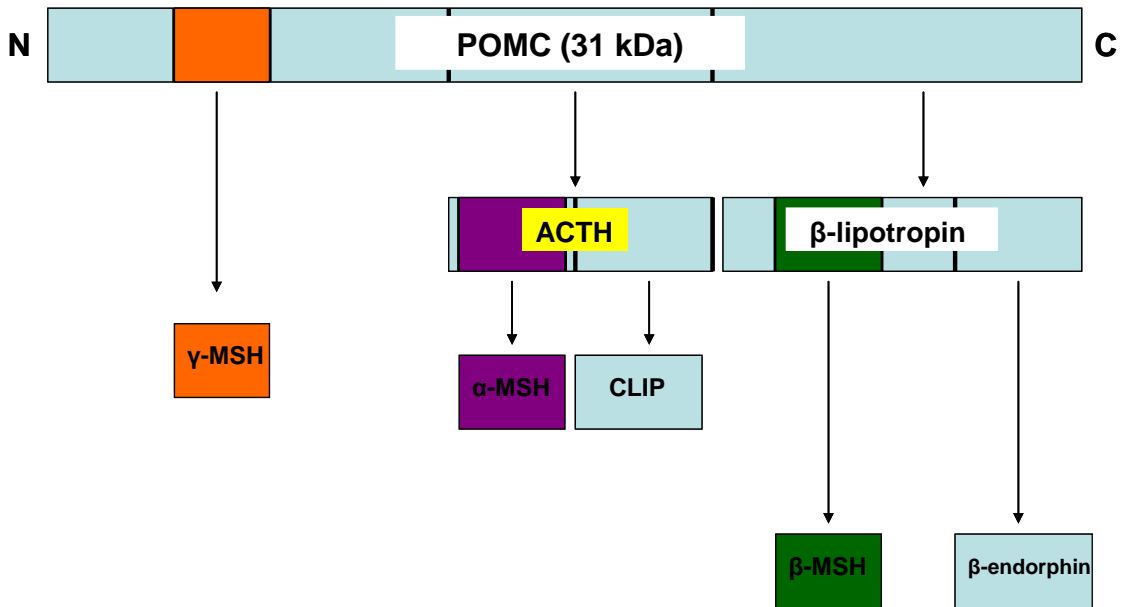 N
POMC (31 kDa)
C
ACTH
β-lipotropin
γ-MSH
α-MSH
CLIP
β-MSH
β-endorphin